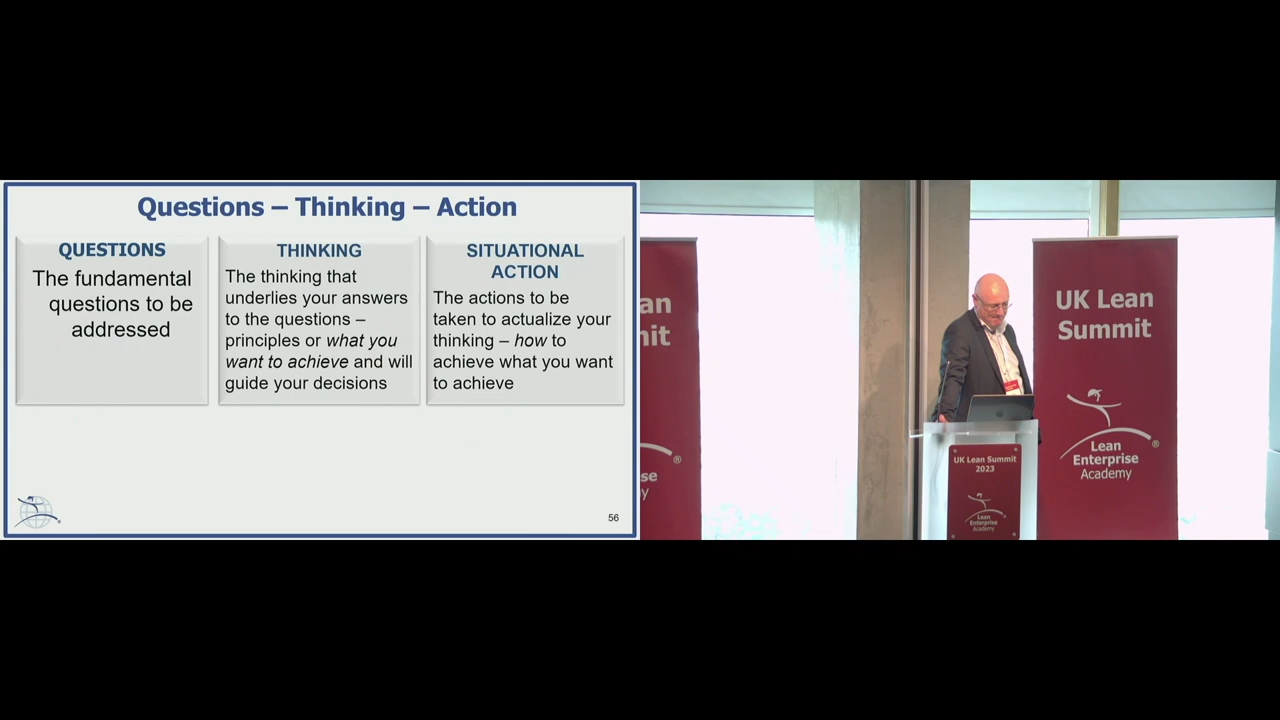 Questions – Thinking – Action
QUESTIONS
The fundamental
questions to be
addressed
THINKING
The thinking that
underlies your answers
to the questions –
principles or what you
want to achieve and will
guide your decisions
SITUATIONAL
ACTION
The actions to be
taken to actualize your
thinking – how to
achieve what you want
to achieve
56
an
nit
se
y
®
UK Lean
Summit
Lean
Enterprise
Academy
®
UK Lean Summit
2023
Lean
Enterprise
Academy